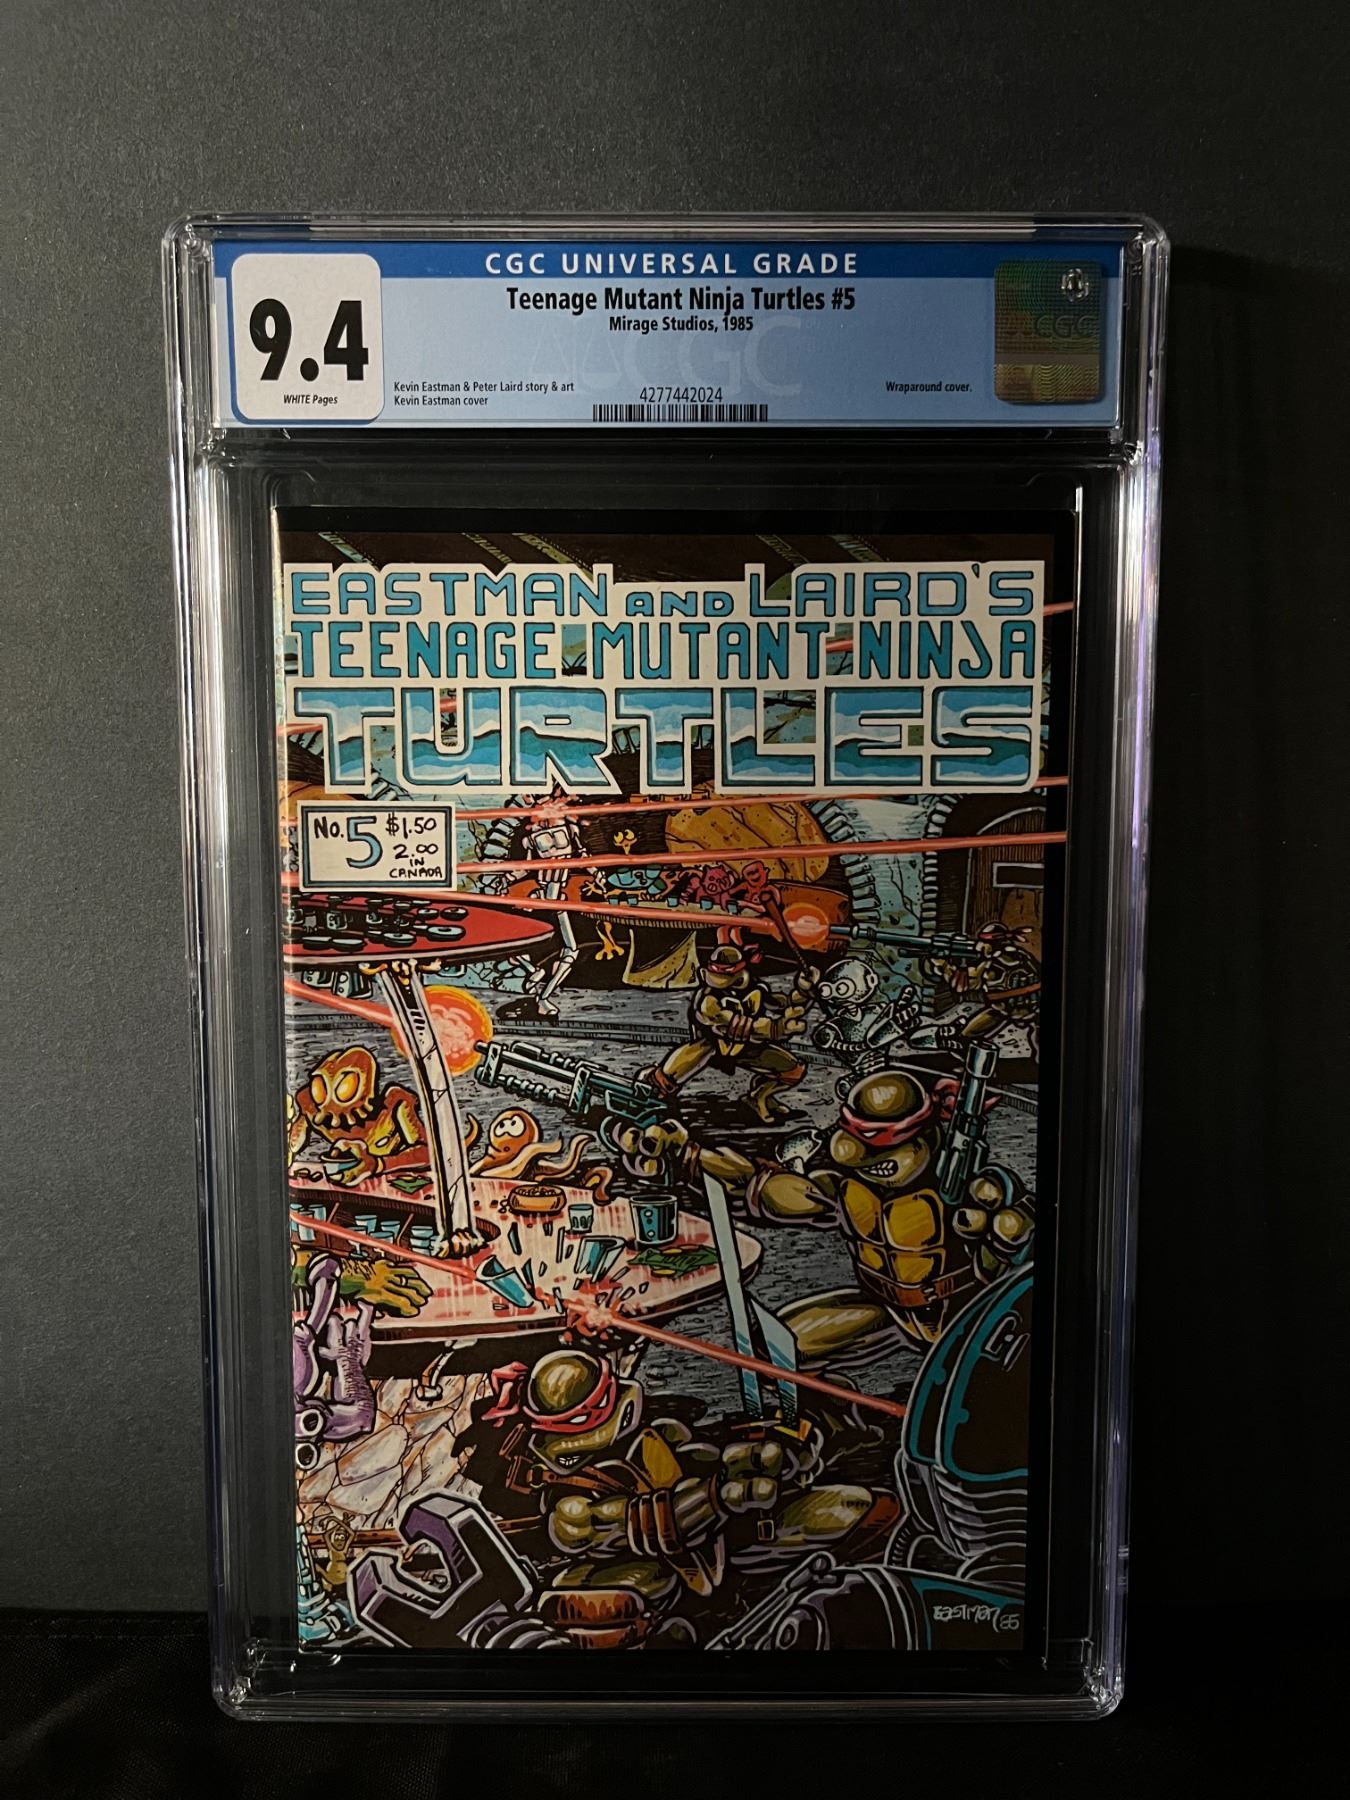 CGC UNIVERSAL GRADE
9.4
WHITE Pages
Teenage Mutant Ninja Turtles #5
Mirage Studios, 1985
Kevin Eastman & Peter Laird story & art
Kevin Eastman cover
4277442024
Wraparound cover.
CGC
CGC
EASTMAN AND LAIRD'S
TEENAGE MUTANT NINJA
TURTLES
No. 5 $1.50
2.00
IN
CANADA
EASTMAN 85